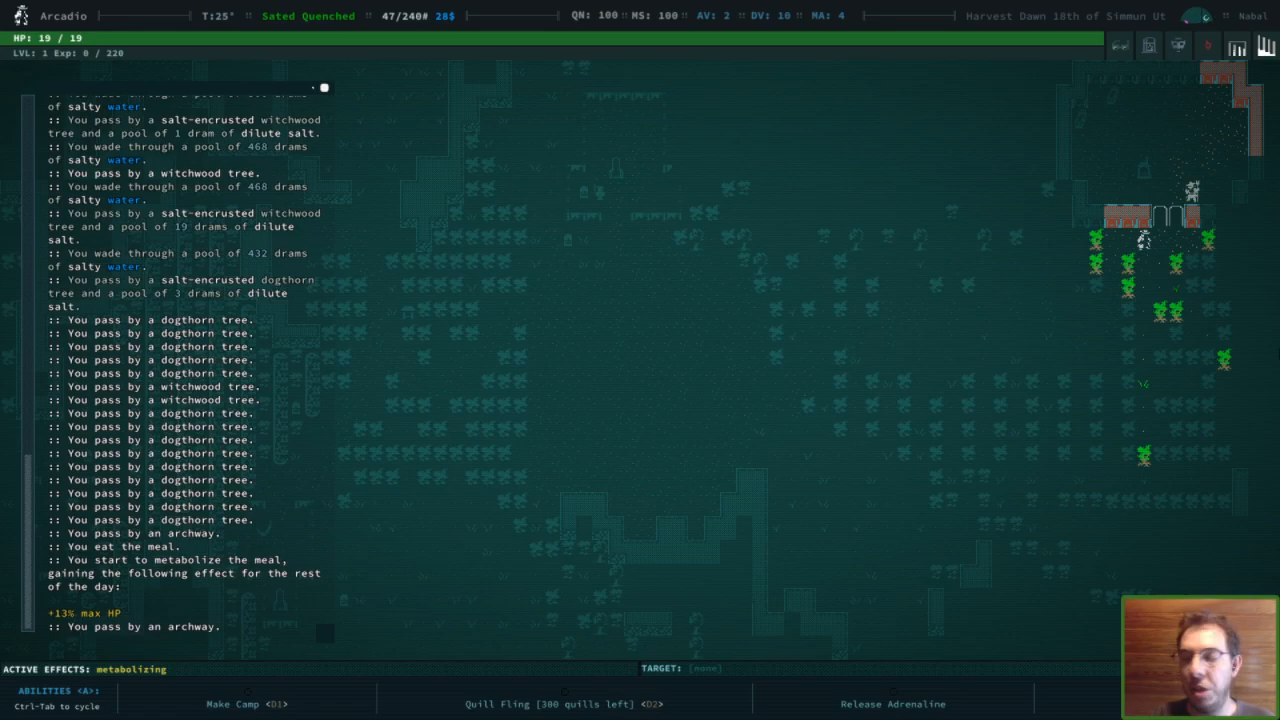 Arcadio T:25° Sated Quenched 47/240# 28$ QN: 100 MS: 100 AV: 2 DV: 10 MA: 4 Harvest Dawn 18th of Simmun Ut Nabal
HP: 19 / 19
LVL: 1 Exp: 0 / 220
of salty water.
:: You pass by a salt-encrusted witchwood
tree and a pool of 1 dram of dilute salt.
:: You wade through a pool of 468 drams
of salty water.
:: You pass by a witchwood tree.
:: You wade through a pool of 468 drams
of salty water.
:: You pass by a salt-encrusted witchwood
tree and a pool of 19 drams of dilute
salt.
:: You wade through a pool of 432 drams
of salty water.
:: You pass by a salt-encrusted dogthorn
tree and a pool of 3 drams of dilute
salt.
:: You pass by a dogthorn tree.
:: You pass by a dogthorn tree.
:: You pass by a dogthorn tree.
:: You pass by a dogthorn tree.
:: You pass by a dogthorn tree.
:: You pass by a witchwood tree.
:: You pass by a witchwood tree.
:: You pass by a dogthorn tree.
:: You pass by a dogthorn tree.
:: You pass by a dogthorn tree.
:: You pass by a dogthorn tree.
:: You pass by a dogthorn tree.
:: You pass by a dogthorn tree.
:: You pass by a dogthorn tree.
:: You pass by a dogthorn tree.
:: You pass by a dogthorn tree.
:: You pass by an archway.
:: You eat the meal.
:: You start to metabolize the meal,
gaining the following effect for the rest
of the day:
+13% max HP
:: You pass by an archway.
ACTIVE EFFECTS: metabolizing TARGET: [none]
ABILITIES <A>:
Ctrl-Tab to cycle
Make Camp <D1> Quill Fling [300 quills left] <D2> Release Adrenaline